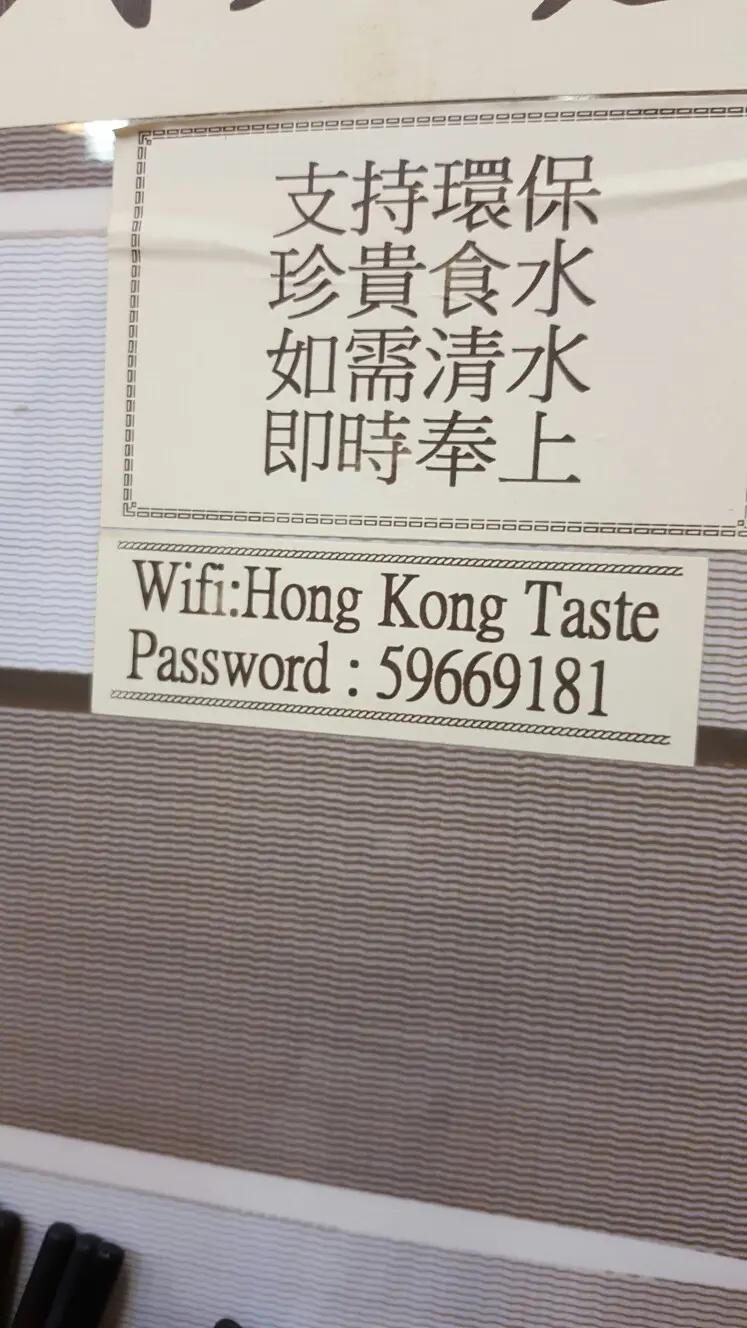 支持環保
珍貴食水
如需清水
即時奉上
Wifi:Hong Kong Taste
Password : 59669181